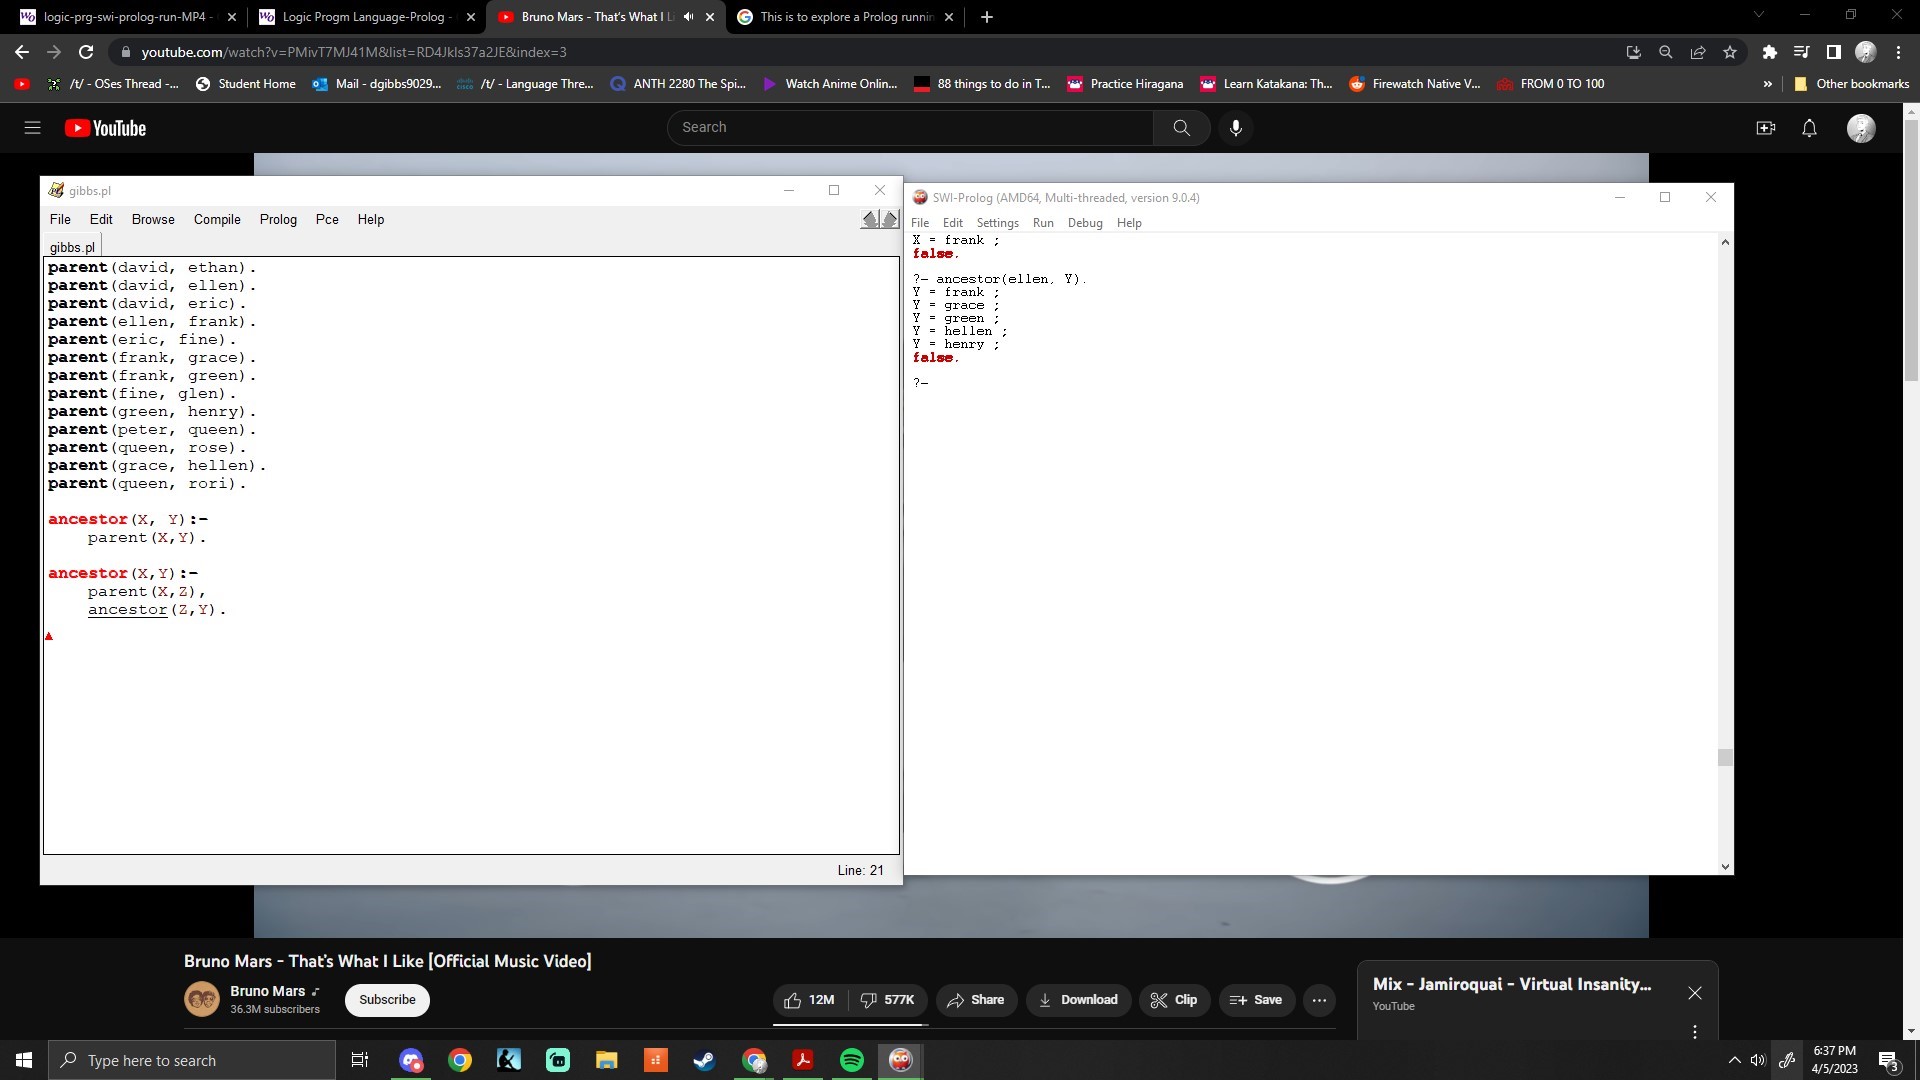 logic-prg-swi-prolog-run-MP4 -
Logic Progm Language-Prolog -
Bruno Mars - That's What I Li
This is to explore a Prolog runnin
youtube.com/watch?v=PMivT7MJ41M&list=RD4Jkls37a2JE&index=3
/t/ - OSes Thread -...
Student Home
Mail - dgibbs9029...
/t/ - Language Thre...
ANTH 2280 The Spi...
Watch Anime Onlin...
88 things to do in T...
Practice Hiragana
Learn Katakana: Th...
Firewatch Native V...
FROM 0 TO 100
»
Other bookmarks
YouTube
Search
gibbs.pl
File Edit Browse Compile Prolog Pce Help
gibbs.pl
parent(david, ethan).
parent(david, ellen).
parent(david, eric).
parent(ellen, frank).
parent(eric, fine).
parent(frank, grace).
parent(frank, green).
parent(fine, glen).
parent(green, henry).
parent(peter, queen).
parent(queen, rose).
parent(grace, hellen).
parent(queen, rori).
ancestor(X, Y):-
parent(X,Y).
ancestor(X,Y):-
parent(X,Z),
ancestor(Z,Y).
Line: 21
SWI-Prolog (AMD64, Multi-threaded, version 9.0.4)
File Edit Settings Run Debug Help
X = frank ;
false.
?- ancestor(ellen, Y).
Y = frank ;
Y = grace ;
Y = green ;
Y = hellen ;
Y = henry ;
false.
?-
Bruno Mars - That's What I Like [Official Music Video]
Bruno Mars
36.3M subscribers
Subscribe
12M
577K
Share
Download
Clip
Save
Mix - Jamiroquai - Virtual Insanity...
YouTube
Type here to search
6:37 PM
4/5/2023
3